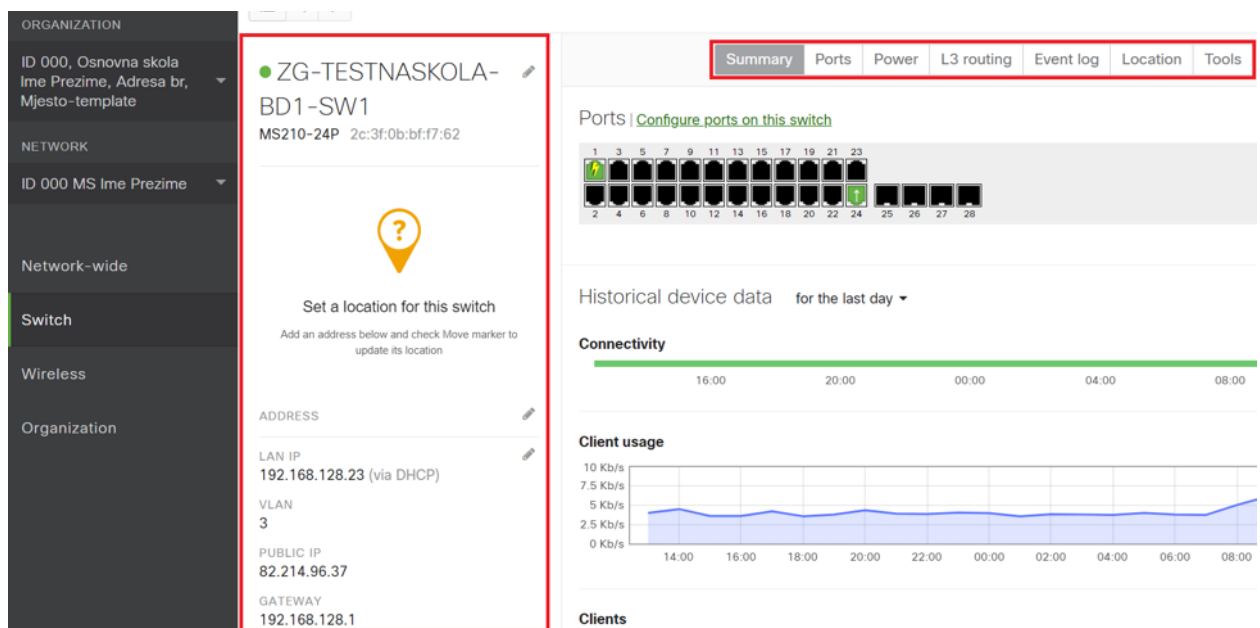 ORGANIZATION
ID 000, Osnovna skola
Ime Prezime, Adresa br,
Mjesto-template
NETWORK
ID 000 MS Ime Prezime
Network-wide
Switch
Wireless
Organization
ZG-TESTNASKOLA-
BD1-SW1
MS210-24P 2c:3f:0b:bf:f7:62
?
Set a location for this switch
Add an address below and check Move marker to
update its location
ADDRESS
LAN IP
192.168.128.23 (via DHCP)
VLAN
3
PUBLIC IP
82.214.96.37
GATEWAY
192.168.128.1
Summary Ports Power L3 routing Event log Location Tools
Ports | Configure ports on this switch
1 3 5 7 9 11 13 15 17 19 21 23
2 4 6 8 10 12 14 16 18 20 22 24 25 26 27 28
Historical device data for the last day
Connectivity
16:00 20:00 00:00 04:00 08:00
Client usage
10 Kb/s
7.5 Kb/s
5 Kb/s
2.5 Kb/s
0 Kb/s
14:00 16:00 18:00 20:00 22:00 00:00 02:00 04:00 06:00 08:00
Clients